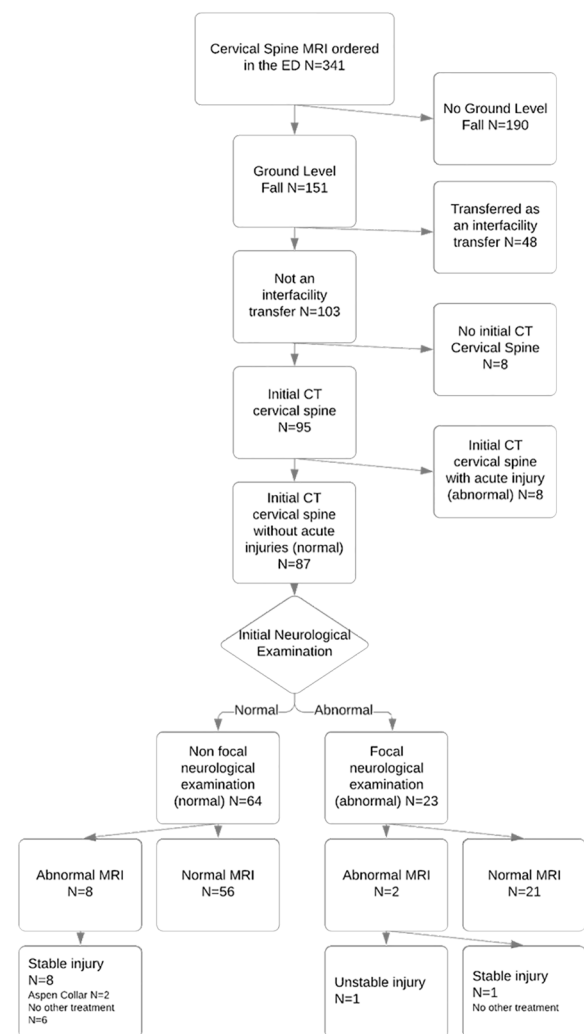 Cervical Spine MRI ordered
in the ED N=341
No Ground Level
Fall N=190
Ground Level
Fall N=151
Transferred as
an interfacility
transfer N=48
Not an
interfacility
transfer N=103
No initial CT
Cervical Spine
N=8
Initial CT
cervical spine
N=95
Initial CT
cervical spine
with acute injury
(abnormal) N=8
Initial CT
cervical spine
without acute
injuries (normal)
N=87
Initial Neurological
Examination
Normal
Abnormal
Non focal
neurological
examination
(normal) N=64
Focal
neurological
examination
(abnormal) N=23
Abnormal MRI
N=8
Normal MRI
N=56
Abnormal MRI
N=2
Normal MRI
N=21
Stable injury
N=8
Aspen Collar N=2
No other treatment
N=6
Unstable injury
N=1
Stable injury
N=1
No other treatment